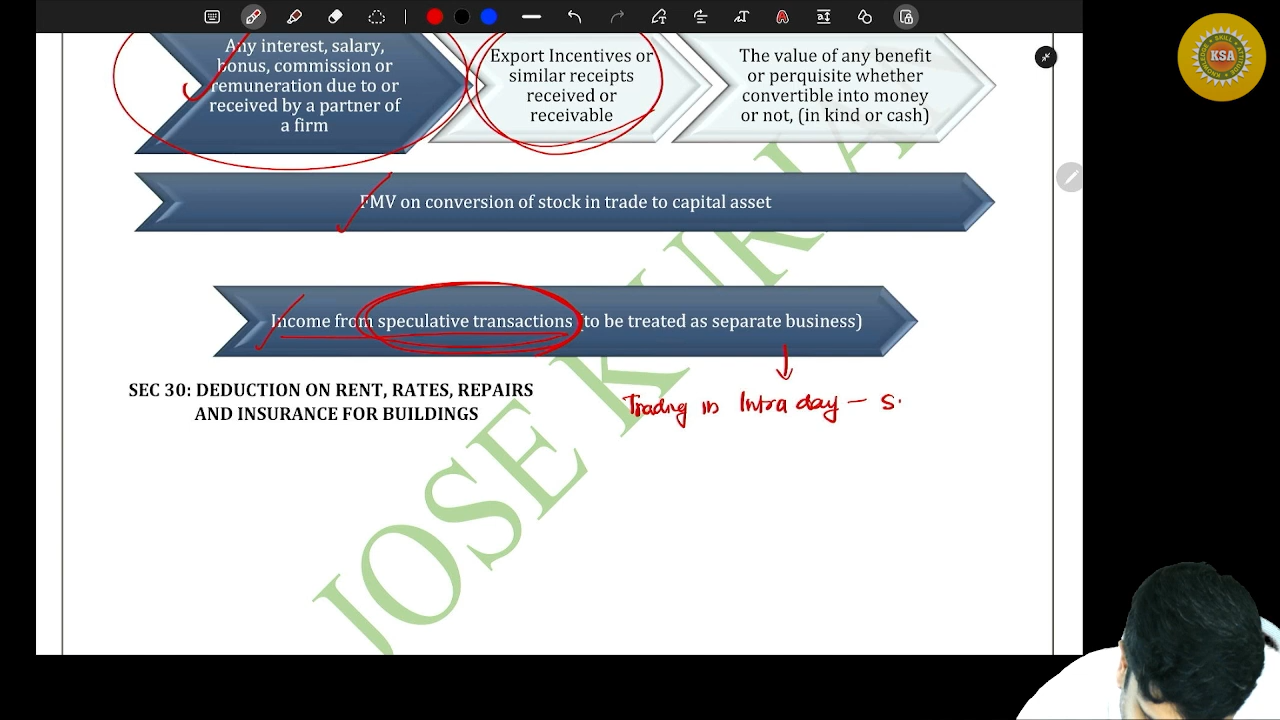 Any interest, salary,
bonus, commission or
remuneration due to or
received by a partner of
a firm
Export Incentives or
similar receipts
received or
receivable
The value of any benefit
or perquisite whether
convertible into money
or not, (in kind or cash)
FMV on conversion of stock in trade to capital asset
Income from speculative transactions (to be treated as separate business)
SEC 30: DEDUCTION ON RENT, RATES, REPAIRS
AND INSURANCE FOR BUILDINGS
Trading in Intra day – S.
JOSE KURIA
SKILL
ATTITUDE
KNOWLEDGE
KSA